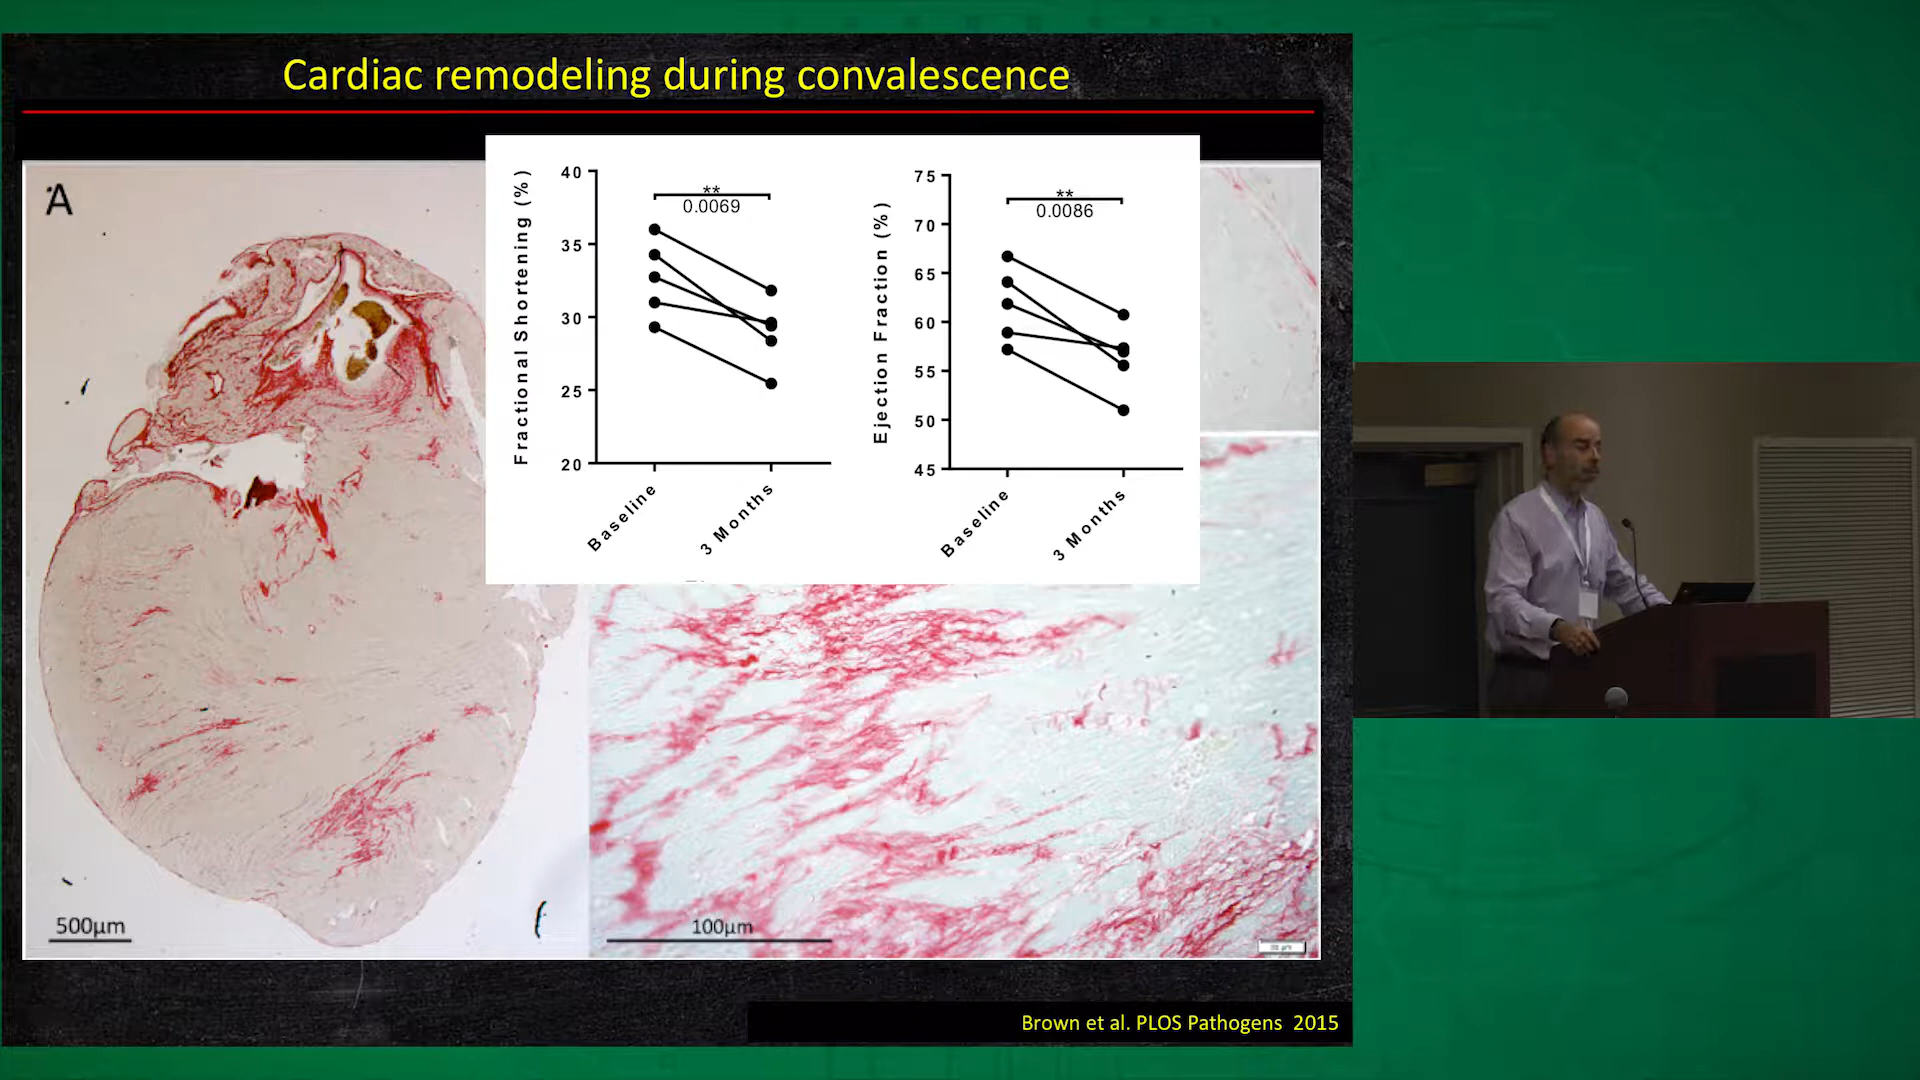 Cardiac remodeling during convalescence
A
Fractional Shortening (%)
40
35
30
25
20
**
0.0069
Baseline
3 Months
Ejection Fraction (%)
75
70
65
60
55
50
45
**
0.0086
Baseline
3 Months
500µm
100µm
Brown et al. PLOS Pathogens 2015